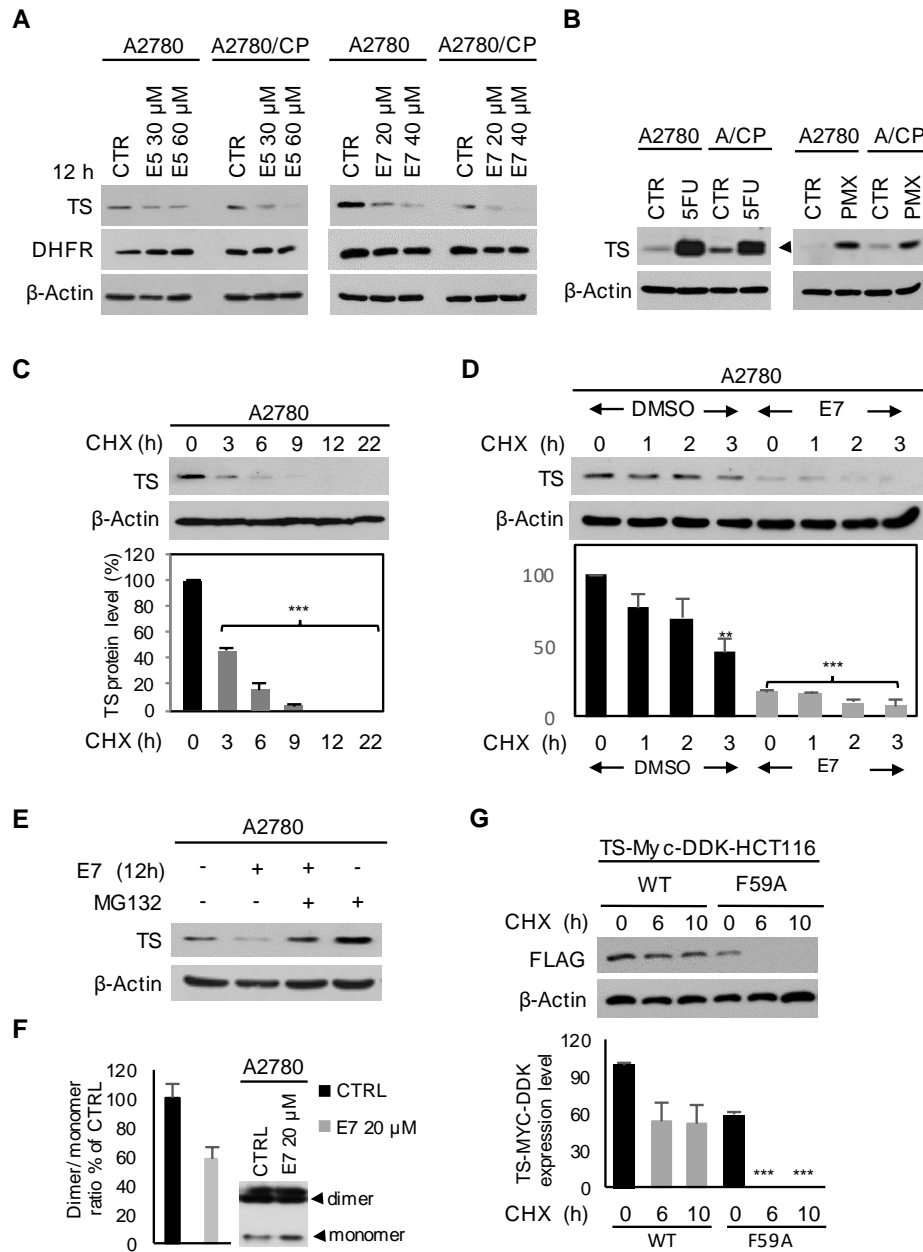 A
A2780 A2780/CP A2780 A2780/CP
12 h CTR E5 30 µM E5 60 µM CTR E5 30 µM E5 60 µM CTR E7 20 µM E7 40 µM CTR E7 20 µM E7 40 µM
TS
DHFR
β-Actin
B
A2780 A/CP A2780 A/CP
CTR 5FU CTR 5FU CTR PMX CTR PMX
TS
β-Actin
C
A2780
CHX (h) 0 3 6 9 12 22
TS
β-Actin
TS protein level (%)
100
80
60
40
20
0
***
CHX (h) 0 3 6 9 12 22
D
A2780
DMSO E7
CHX (h) 0 1 2 3 0 1 2 3
TS
β-Actin
100
50
0
**
***
CHX (h) 0 1 2 3 0 1 2 3
DMSO E7
E
A2780
E7 (12h) - + + -
MG132 - - + +
TS
β-Actin
F
Dimer/monomer
ratio % of CTRL
120
100
80
60
40
20
0
A2780
CTRL E7 20 µM
dimer
monomer
CTRL
E7 20 µM
G
TS-Myc-DDK-HCT116
WT F59A
CHX (h) 0 6 10 0 6 10
FLAG
β-Actin
TS-MYC-DDK
expression level
120
90
60
30
0
*** ***
CHX (h) 0 6 10 0 6 10
WT F59A